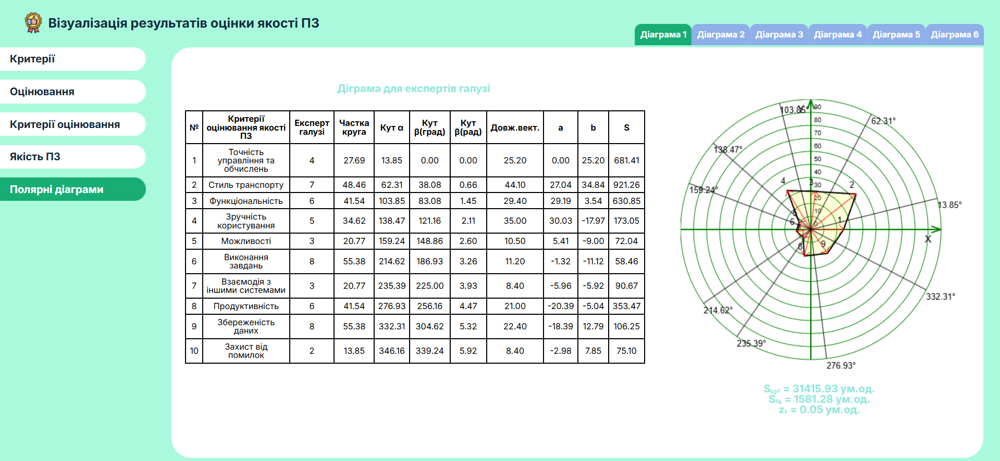 Візуалізація результатів оцінки якості ПЗ
Діаграма 1 Діаграма 2 Діаграма 3 Діаграма 4 Діаграма 5 Діаграма 6
Критерії
Оцінювання
Критерії оцінювання
Якість ПЗ
Полярні діаграми
Діграма для експертів галузі
№ Критерії оцінювання якості ПЗ Експерт галузі Частка круга Кут α Кут β(град) Кут β(рад) Довж.вект. a b S
1 Точність управління та обчислень 4 27.69 13.85 0.00 0.00 25.20 0.00 25.20 681.41
2 Стиль транспорту 7 48.46 62.31 38.08 0.66 44.10 27.04 34.84 921.26
3 Функціональність 6 41.54 103.85 83.08 1.45 29.40 29.19 3.54 630.85
4 Зручність користування 5 34.62 138.47 121.16 2.11 35.00 30.03 -17.97 173.05
5 Можливості 3 20.77 159.24 148.86 2.60 10.50 5.41 -9.00 72.04
6 Виконання завдань 8 55.38 214.62 186.93 3.26 11.20 -1.32 -11.12 58.46
7 Взаємодія з іншими системами 3 20.77 235.39 225.00 3.93 8.40 -5.96 -5.92 90.67
8 Продуктивність 6 41.54 276.93 256.16 4.47 21.00 -20.39 -5.04 353.47
9 Збереженість даних 8 55.38 332.31 304.62 5.32 22.40 -18.39 12.79 106.25
10 Захист від помилок 2 13.85 346.16 339.24 5.92 8.40 -2.98 7.85 75.10
103.85° Y 90
62.31°
80
70
138.47° 60
50
40
4 3 30 2
159.24°
20
13.85°
5 10
6 0 1
X
8 9
332.31°
214.62°
235.39°
276.93°
Sₖₚ₁ = 31415.93 ум.од.
S₆ₖ = 1581.28 ум.од.
z₁ = 0.05 ум.од.